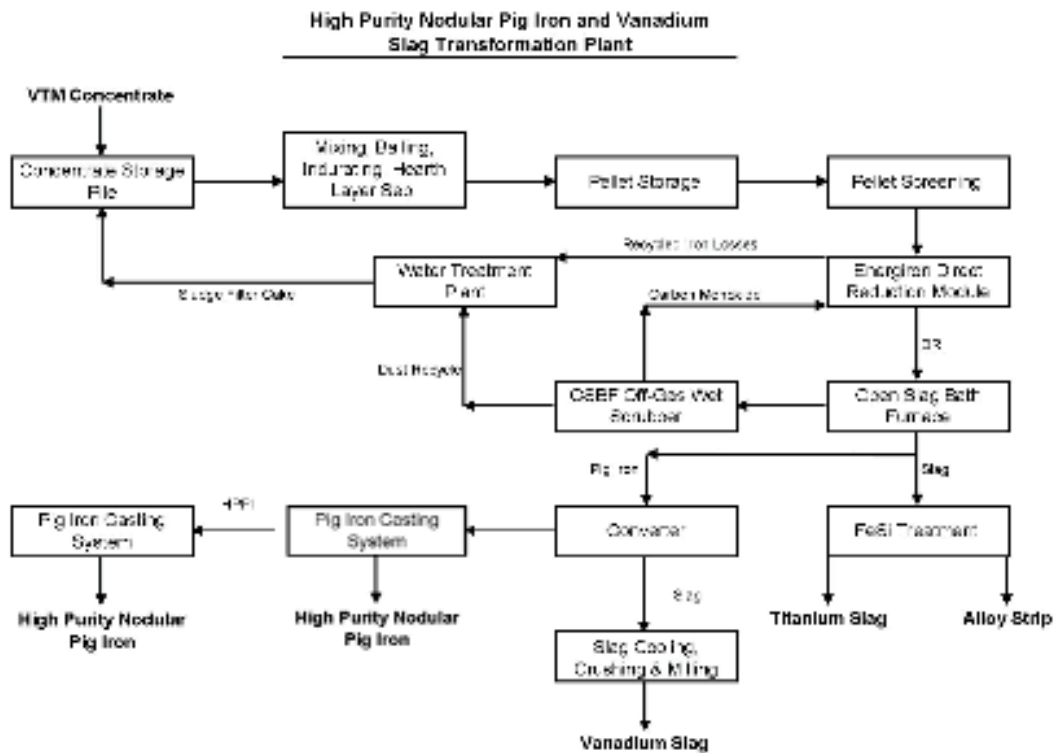 High Purity Nodular Pig Iron and Vanadium
Slag Transformation Plant
VTM Concentrate
Concentrate Storage
Pile
Mixing, Balling,
Indurating, Hearth
Layer Sep
Pellet Storage
Pellet Screening
Recycled Iron Losses
Water Treatment
Plant
Energiron Direct
Reduction Module
Sludge Filter Cake
Carbon Monoxide
DRI
Dust Recycle
OSBF Off-Gas Wet
Scrubber
Open Slag Bath
Furnace
Pig Iron
Slag
HPPI
Pig Iron Casting
System
Pig Iron Casting
System
Converter
FeSi Treatment
Slag
High Purity Nodular
Pig Iron
High Purity Nodular
Pig Iron
Titanium Slag
Alloy Strip
Slag Cooling,
Crushing & Milling
Vanadium Slag